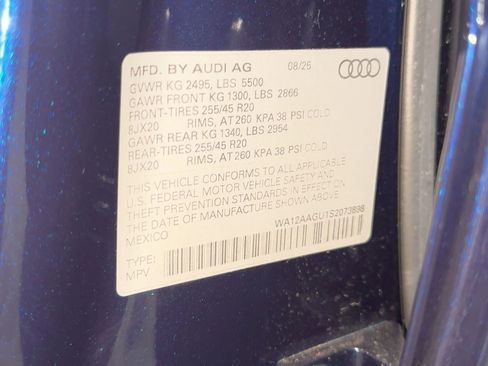 MFD. BY AUDI AG 08/25
GVWR KG 2495, LBS 5500
GAWR FRONT KG 1300, LBS 2866
FRONT-TIRES 255/45 R20
8JX20 RIMS, AT 260 KPA 38 PSI COLD
GAWR REAR KG 1340, LBS 2954
REAR-TIRES 255/45 R20
8JX20 RIMS, AT 260 KPA 38 PSI COLD
THIS VEHICLE CONFORMS TO ALL APPLICABLE
U.S. FEDERAL MOTOR VEHICLE SAFETY AND
THEFT PREVENTION STANDARDS IN EFFECT ON
THE DATE OF MANUFACTURE SHOWN ABOVE.
MEXICO
WA12AAGU1S2073898
TYPE:
MPV